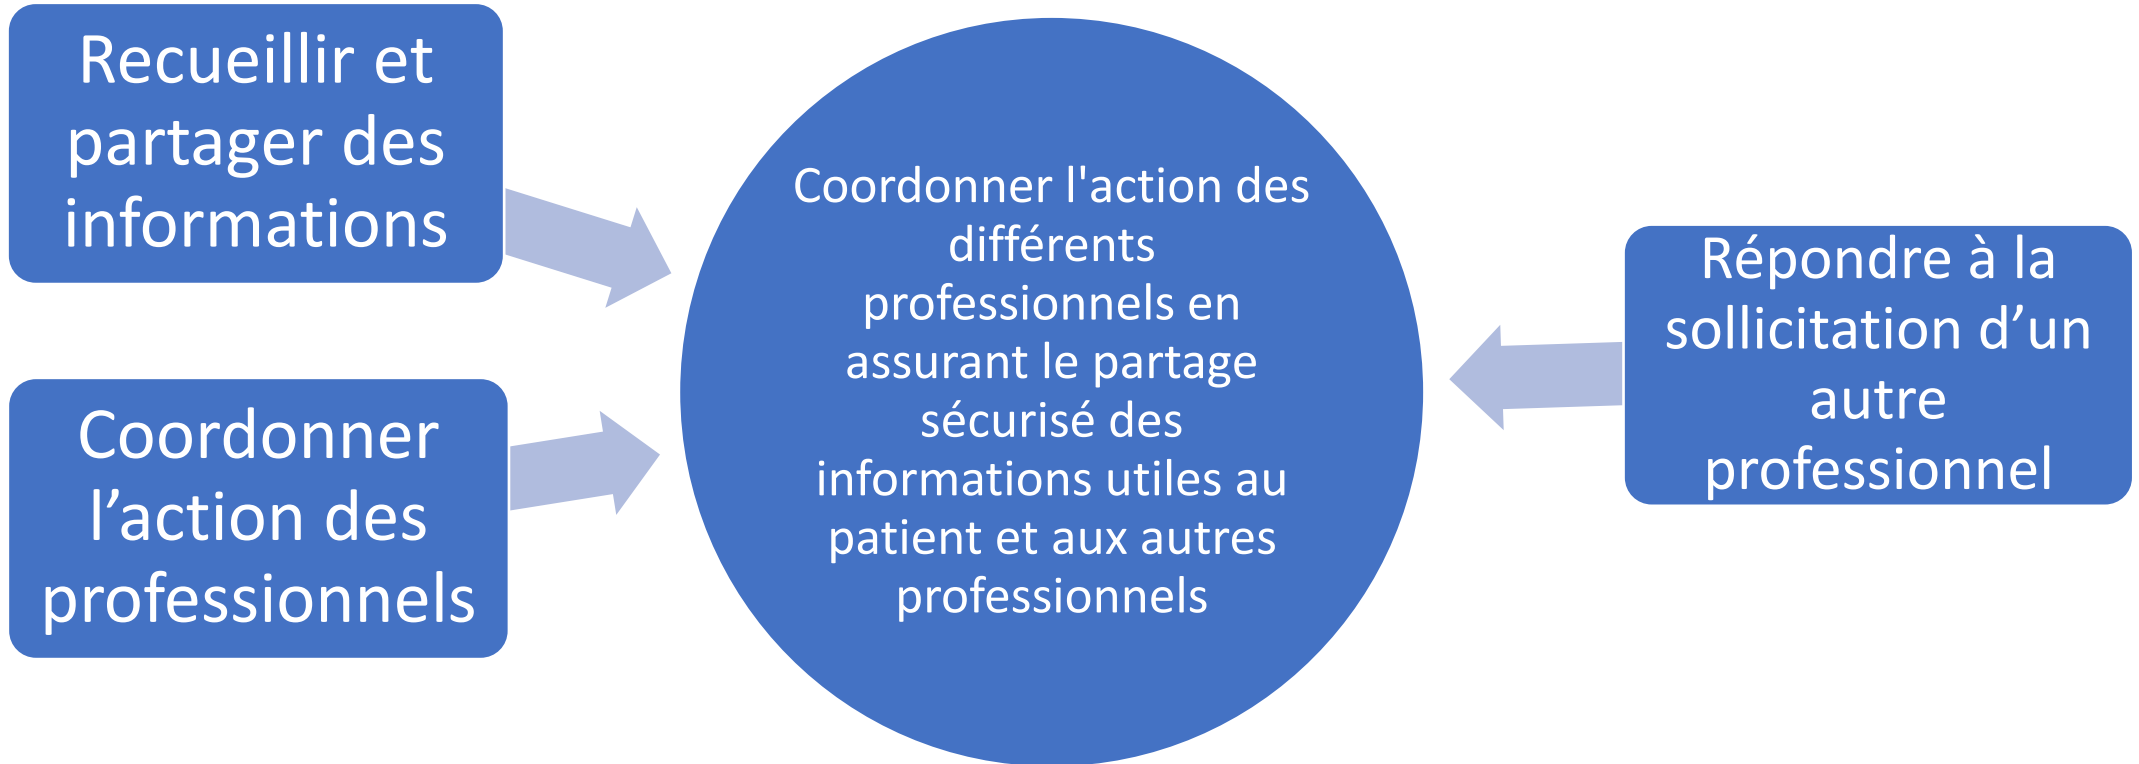 Recueillir et
partager des
informations
Coordonner
l’action des
professionnels
Coordonner l'action des
différents
professionnels en
assurant le partage
sécurisé des
informations utiles au
patient et aux autres
professionnels
Répondre à la
sollicitation d’un
autre
professionnel